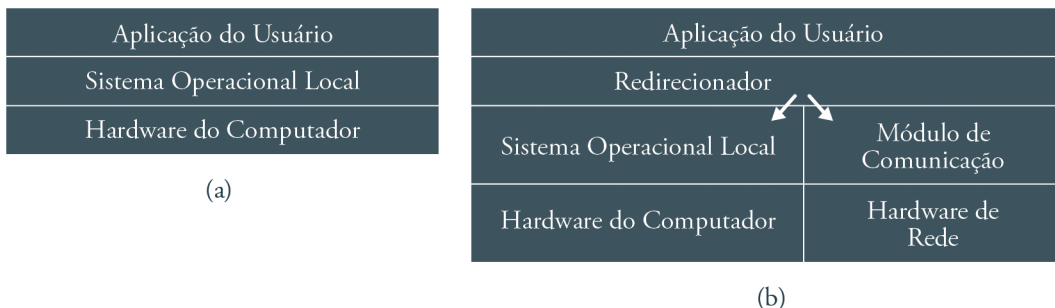 Aplicação do Usuário
Sistema Operacional Local
Hardware do Computador
(a)
Aplicação do Usuário
Redirecionador
Sistema Operacional Local
Módulo de
Comunicação
Hardware do Computador
Hardware de
Rede
(b)